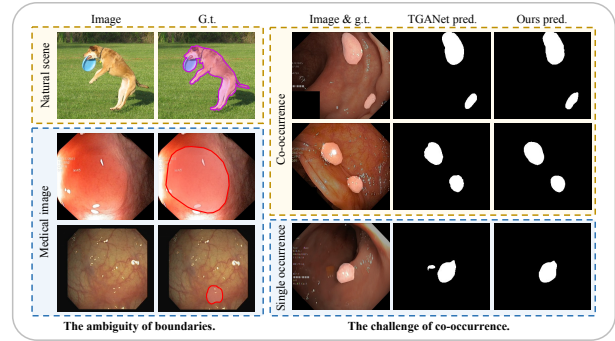 Image G.t. Image & g.t. TGANet pred. Ours pred.
Natural scene
Medical image
Co-occurrence
Single occurrence
The ambiguity of boundaries. The challenge of co-occurrence.